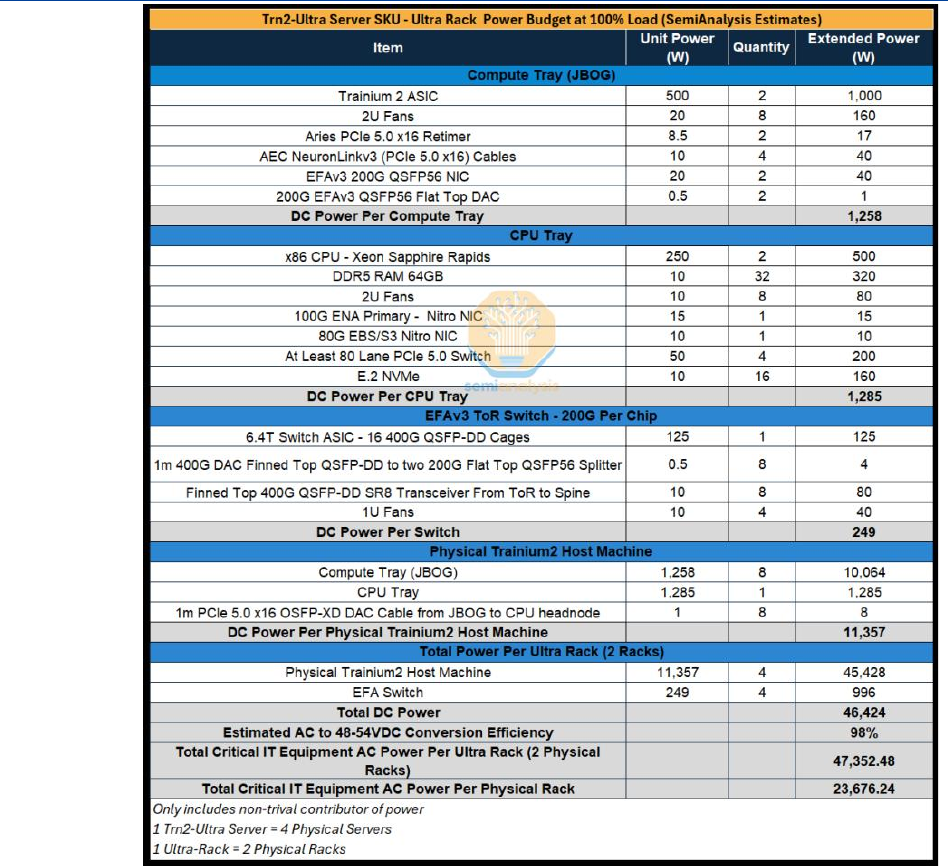 Trn2-Ultra Server SKU - Ultra Rack Power Budget at 100% Load (SemiAnalysis Estimates)
Item Unit Power (W) Quantity Extended Power (W)
Compute Tray (JBOG)
Trainium 2 ASIC 500 2 1,000
2U Fans 20 8 160
Aries PCIe 5.0 x16 Retimer 8.5 2 17
AEC NeuronLinkv3 (PCIe 5.0 x16) Cables 10 4 40
EFAv3 200G QSFP56 NIC 20 2 40
200G EFAv3 QSFP56 Flat Top DAC 0.5 2 1
DC Power Per Compute Tray 1,258
CPU Tray
x86 CPU - Xeon Sapphire Rapids 250 2 500
DDR5 RAM 64GB 10 32 320
2U Fans 10 8 80
100G ENA Primary - Nitro NIC 15 1 15
80G EBS/S3 Nitro NIC 10 1 10
At Least 80 Lane PCIe 5.0 Switch 50 4 200
E.2 NVMe 10 16 160
semianalysis
DC Power Per CPU Tray 1,285
EFAv3 ToR Switch - 200G Per Chip
6.4T Switch ASIC - 16 400G QSFP-DD Cages 125 1 125
1m 400G DAC Finned Top QSFP-DD to two 200G Flat Top QSFP56 Splitter 0.5 8 4
Finned Top 400G QSFP-DD SR8 Transceiver From ToR to Spine 10 8 80
1U Fans 10 4 40
DC Power Per Switch 249
Physical Trainium2 Host Machine
Compute Tray (JBOG) 1,258 8 10,064
CPU Tray 1,285 1 1,285
1m PCIe 5.0 x16 OSFP-XD DAC Cable from JBOG to CPU headnode 1 8 8
DC Power Per Physical Trainium2 Host Machine 11,357
Total Power Per Ultra Rack (2 Racks)
Physical Trainium2 Host Machine 11,357 4 45,428
EFA Switch 249 4 996
Total DC Power 46,424
Estimated AC to 48-54VDC Conversion Efficiency 98%
Total Critical IT Equipment AC Power Per Ultra Rack (2 Physical
Racks) 47,352.48
Total Critical IT Equipment AC Power Per Physical Rack 23,676.24
Only includes non-trival contributor of power
1 Trn2-Ultra Server = 4 Physical Servers
1 Ultra-Rack = 2 Physical Racks